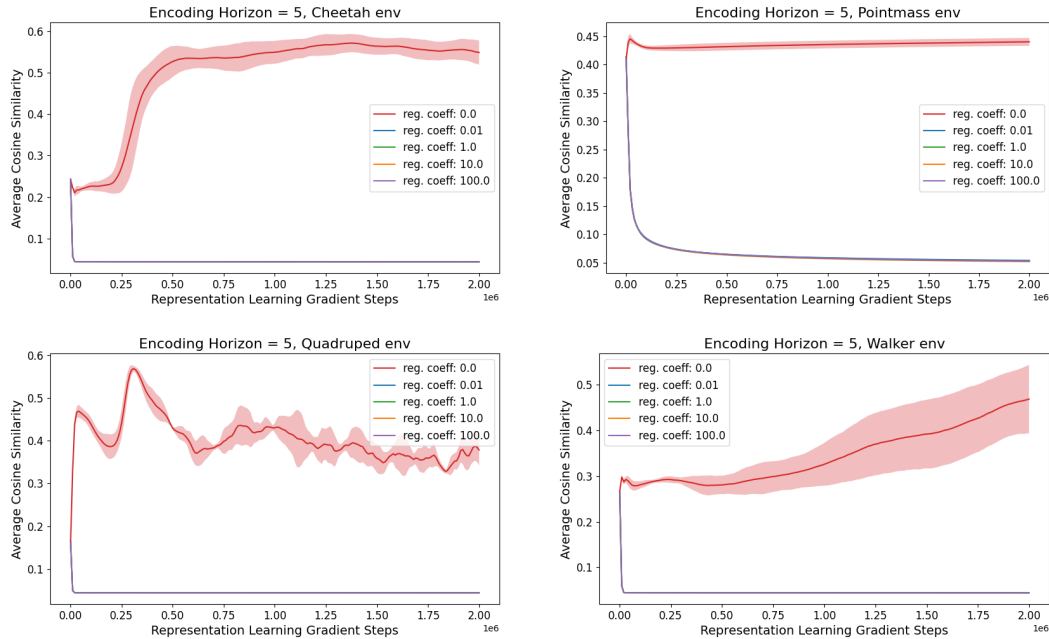 Encoding Horizon = 5, Cheetah env
Average Cosine Similarity
0.6
0.5
0.4
0.3
0.2
0.1
reg. coeff: 0.0
reg. coeff: 0.01
reg. coeff: 1.0
reg. coeff: 10.0
reg. coeff: 100.0
0.00 0.25 0.50 0.75 1.00 1.25 1.50 1.75 2.00
1e6
Representation Learning Gradient Steps
Encoding Horizon = 5, Pointmass env
Average Cosine Similarity
0.45
0.40
0.35
0.30
0.25
0.20
0.15
0.10
0.05
reg. coeff: 0.0
reg. coeff: 0.01
reg. coeff: 1.0
reg. coeff: 10.0
reg. coeff: 100.0
0.00 0.25 0.50 0.75 1.00 1.25 1.50 1.75 2.00
1e6
Representation Learning Gradient Steps
Encoding Horizon = 5, Quadruped env
Average Cosine Similarity
0.6
0.5
0.4
0.3
0.2
0.1
reg. coeff: 0.0
reg. coeff: 0.01
reg. coeff: 1.0
reg. coeff: 10.0
reg. coeff: 100.0
0.00 0.25 0.50 0.75 1.00 1.25 1.50 1.75 2.00
1e6
Representation Learning Gradient Steps
Encoding Horizon = 5, Walker env
Average Cosine Similarity
0.5
0.4
0.3
0.2
0.1
reg. coeff: 0.0
reg. coeff: 0.01
reg. coeff: 1.0
reg. coeff: 10.0
reg. coeff: 100.0
0.00 0.25 0.50 0.75 1.00 1.25 1.50 1.75 2.00
1e6
Representation Learning Gradient Steps